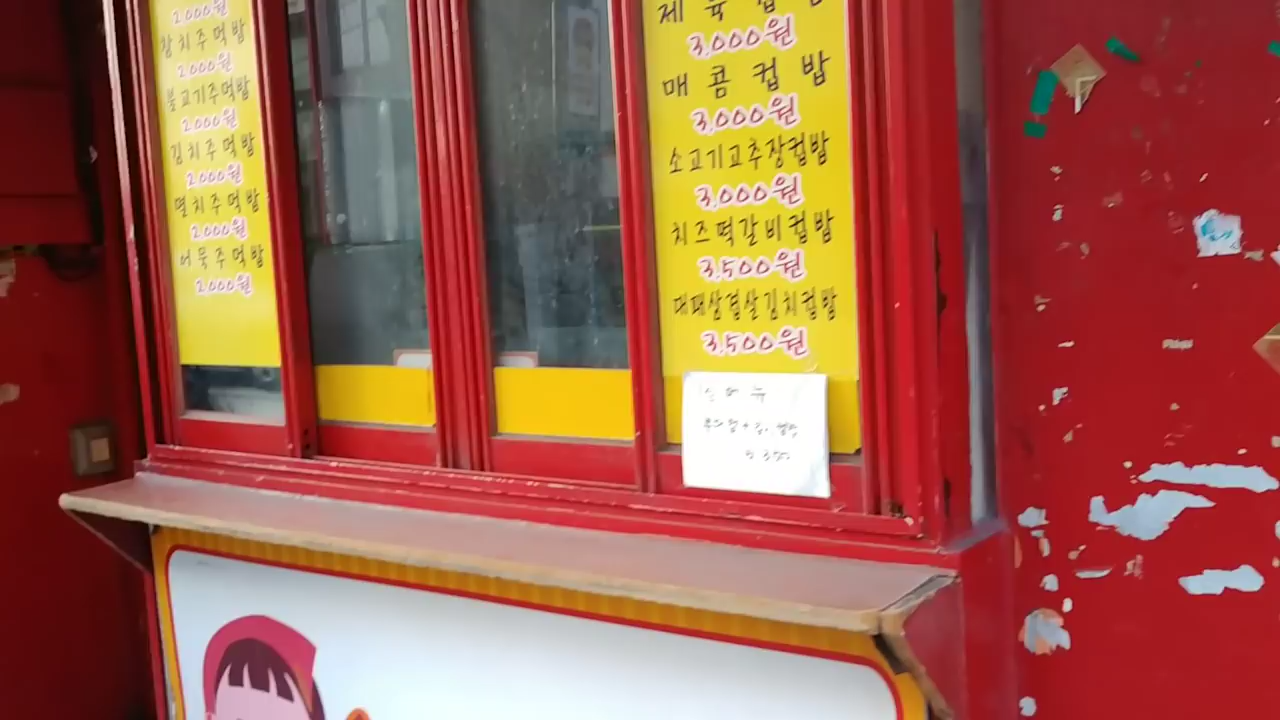 2,000원
참치주먹밥
2,000원
불고기주먹밥
2,000원
김치주먹밥
2,000원
멸치주먹밥
2,000원
어묵주먹밥
2,000원
제육컵밥
3,000원
매콤컵밥
3,000원
소고기고추장컵밥
3,000원
치즈떡갈비컵밥
3,500원
대패삼겹살김치컵밥
3,500원
신메뉴